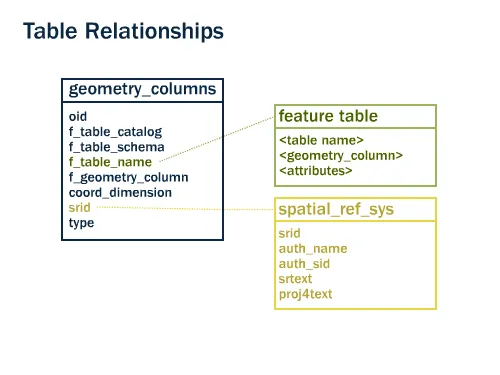 Table Relationships
geometry_columns
oid
f_table_catalog
f_table_schema
f_table_name
f_geometry_column
coord_dimension
srid
type
feature table
<table name>
<geometry_column>
<attributes>
spatial_ref_sys
srid
auth_name
auth_sid
srtext
proj4text